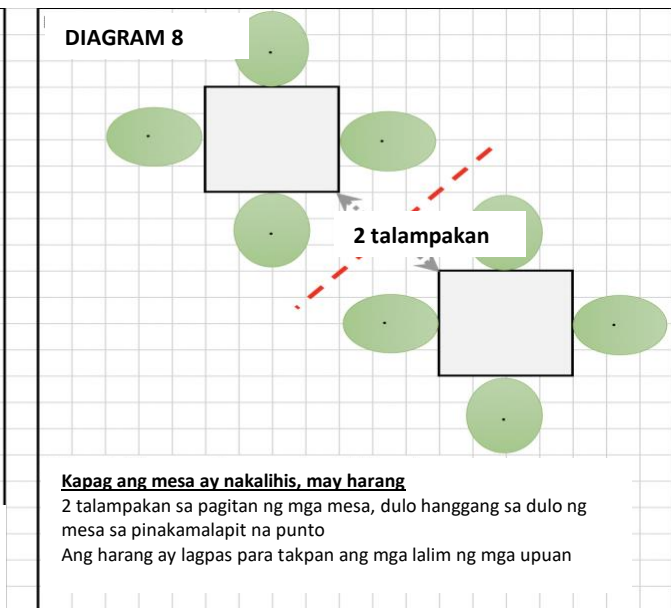 DIAGRAM 8
2 talampakan
Kapag ang mesa ay nakalihis, may harang
2 talampakan sa pagitan ng mga mesa, dulo hanggang sa dulo ng
mesa sa pinakamalapit na punto
Ang harang ay lagpas para takpan ang mga lalim ng mga upuan